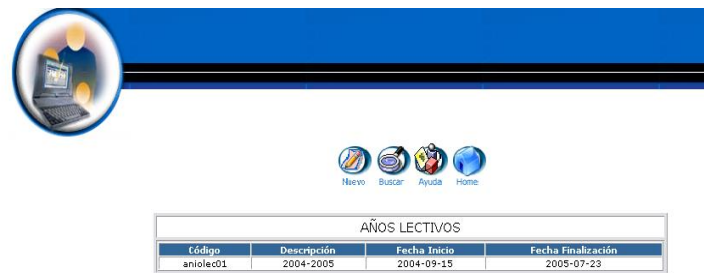 Nuevo Buscar Ayuda Home
AÑOS LECTIVOS
Código Descripción Fecha Inicio Fecha Finalización
aniolec01 2004-2005 2004-09-15 2005-07-23